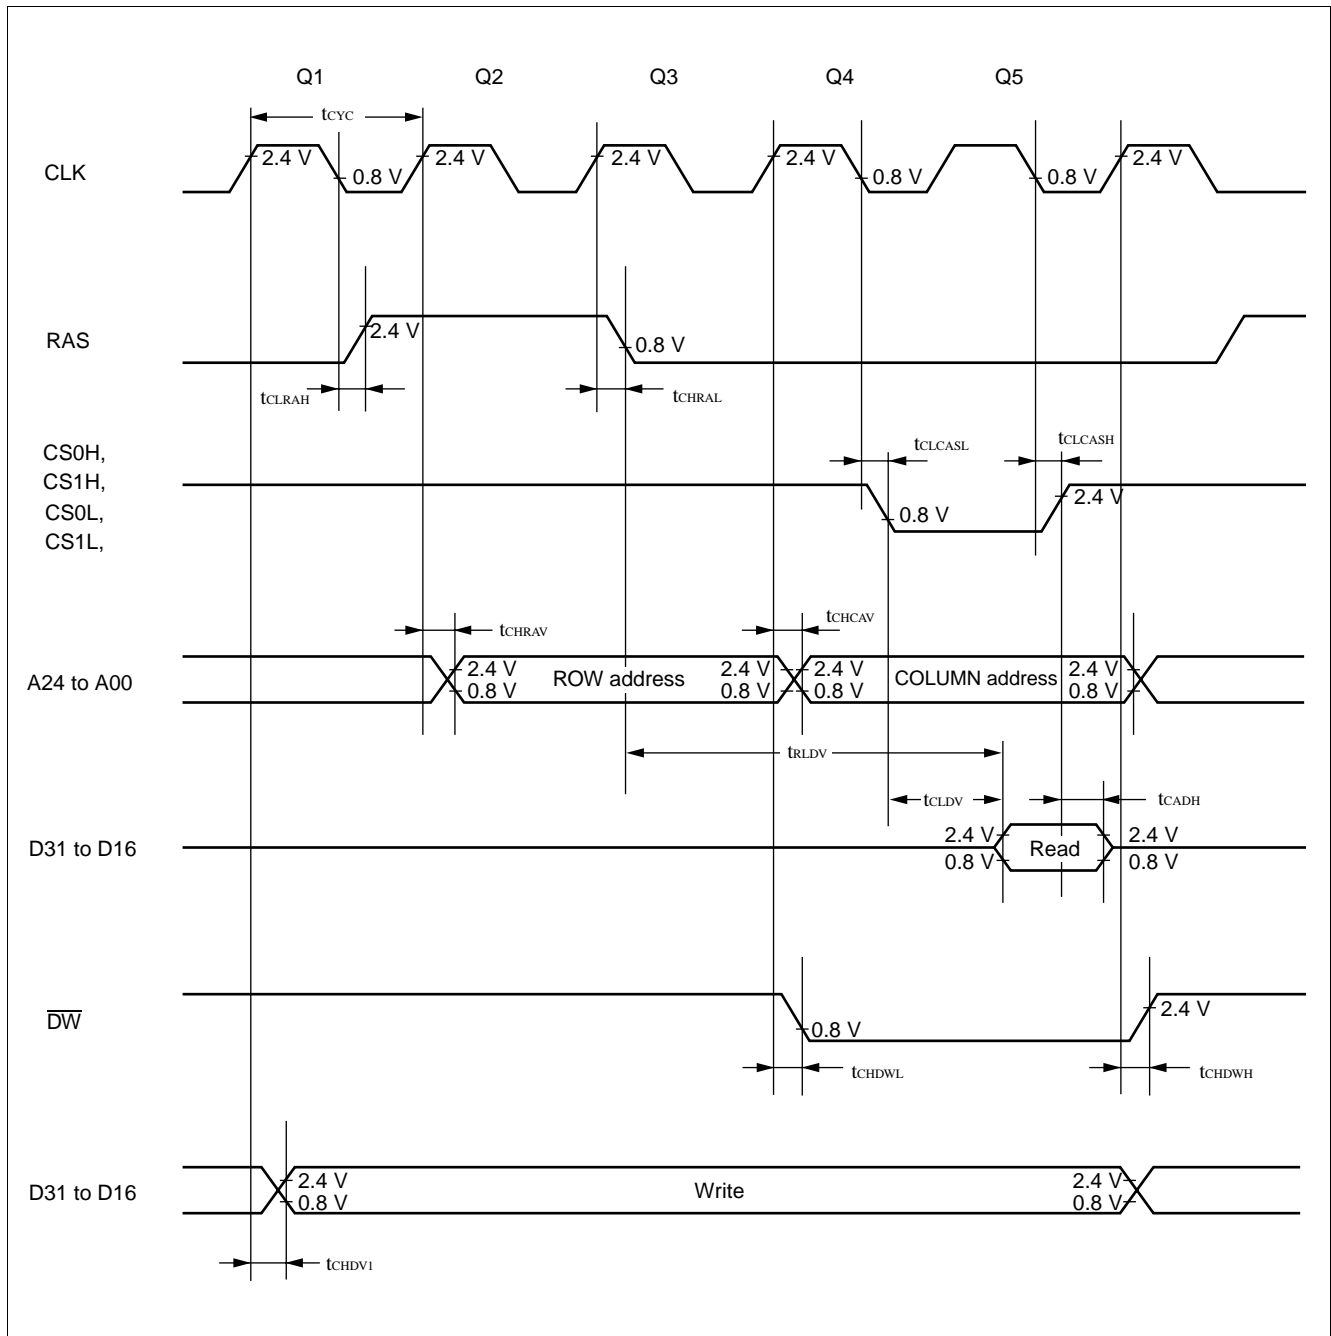 Q1 Q2 Q3 Q4 Q5
tCYC
2.4 V 2.4 V 2.4 V 2.4 V 2.4 V
CLK
0.8 V 0.8 V 0.8 V
2.4 V
RAS
0.8 V
tCLRAH tCHRAL
tCLCASL tCLCASH
CS0H,
CS1H,
2.4 V
CS0L,
0.8 V
CS1L,
tCHRAV tCHCAV
2.4 V 2.4 V 2.4 V 2.4 V
A24 to A00 ROW address COLUMN address
0.8 V 0.8 V 0.8 V 0.8 V
tRLDV
tCLDV tCADH
2.4 V 2.4 V
D31 to D16 Read
0.8 V 0.8 V
2.4 V
DW
0.8 V
tCHDWL tCHDWH
2.4 V 2.4 V
D31 to D16 Write
0.8 V 0.8 V
tCHDV1